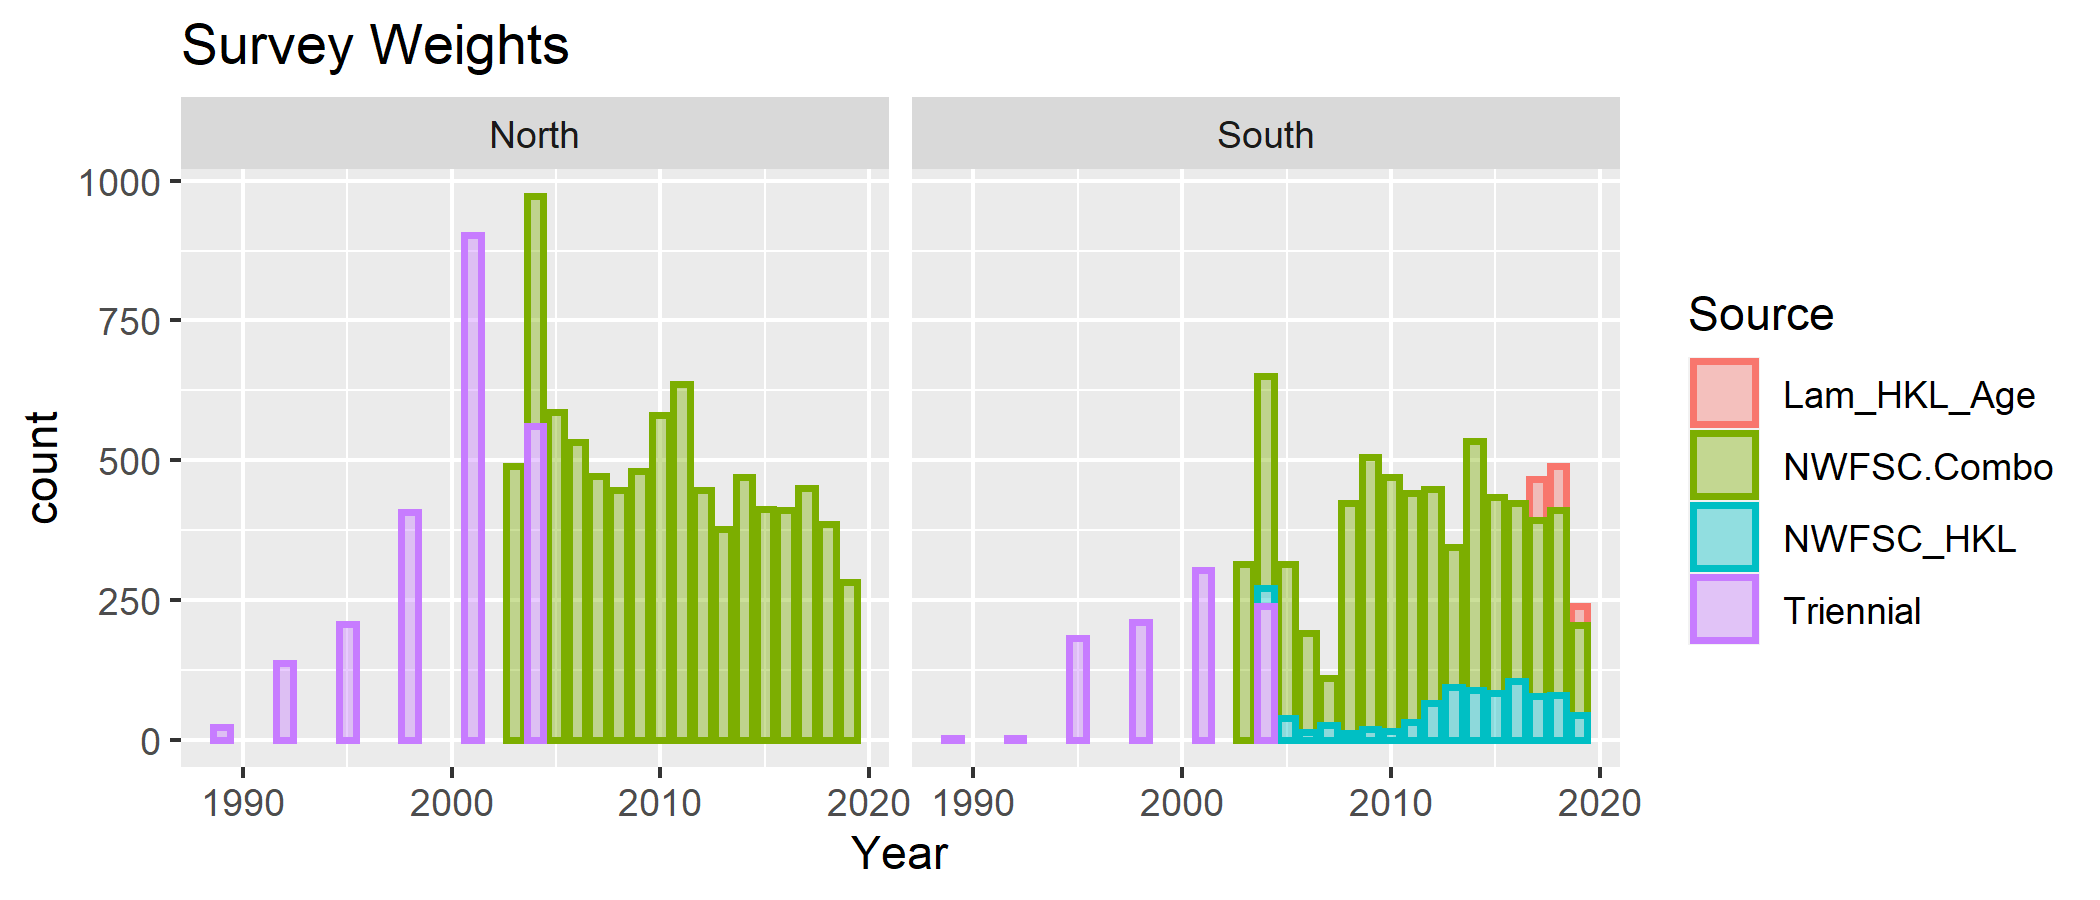 Survey Weights
North
South
1000
750
500
250
0
count
1990
2000
2010
2020
1990
2000
2010
2020
Year
Source
Lam_HKL_Age
NWFSC.Combo
NWFSC_HKL
Triennial